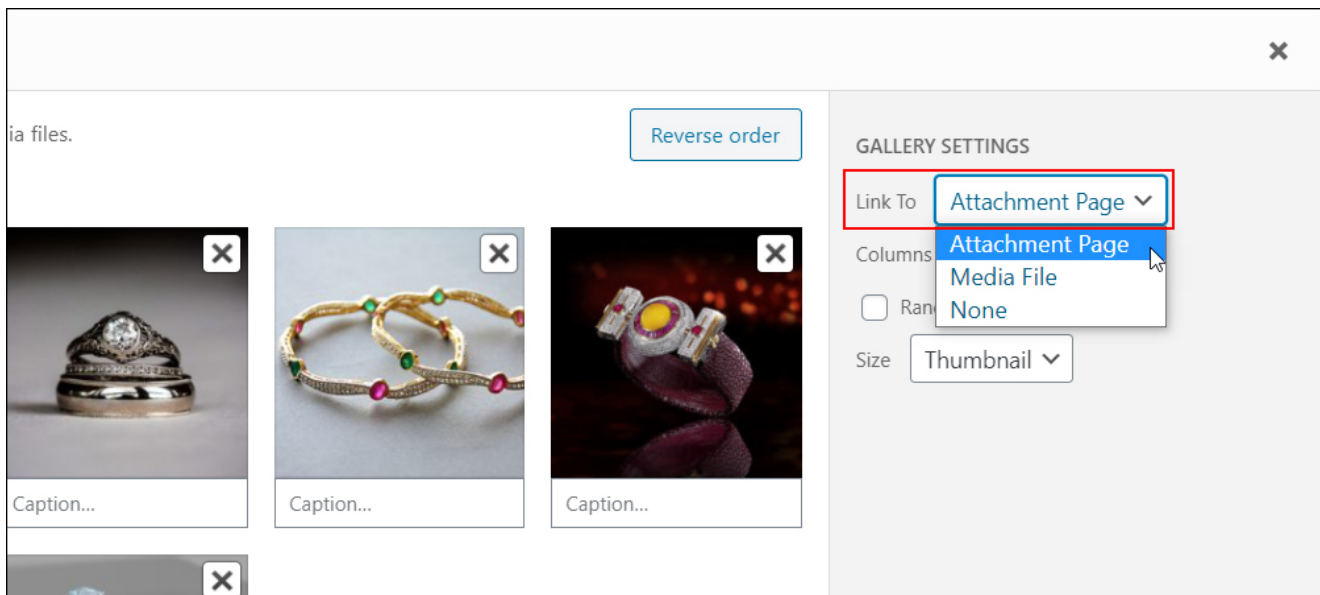 ia files.
Reverse order
Caption...
Caption...
Caption...
GALLERY SETTINGS
Link To
Attachment Page
Attachment Page
Media File
None
Columns
Ran
Size
Thumbnail